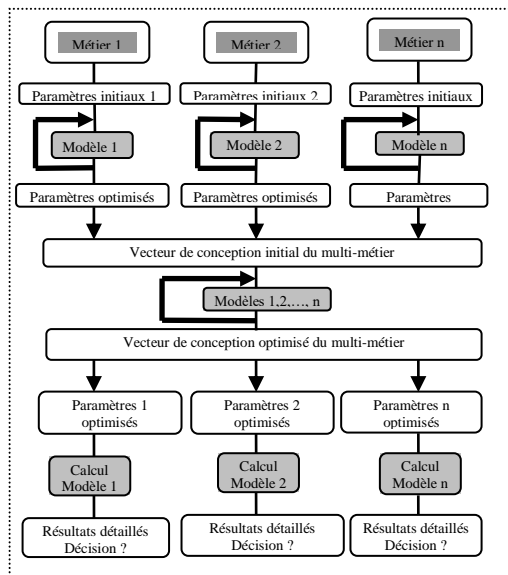 Métier 1
Métier 2
Métier n
Paramètres initiaux 1
Paramètres initiaux 2
Paramètres initiaux
Modèle 1
Modèle 2
Modèle n
Paramètres optimisés
Paramètres optimisés
Paramètres
Vecteur de conception initial du multi-métier
Modèles 1,2,…, n
Vecteur de conception optimisé du multi-métier
Paramètres 1
optimisés
Paramètres 2
optimisés
Paramètres n
optimisés
Calcul
Modèle 1
Calcul
Modèle 2
Calcul
Modèle n
Résultats détaillés
Décision ?
Résultats détaillés
Décision ?
Résultats détaillés
Décision ?